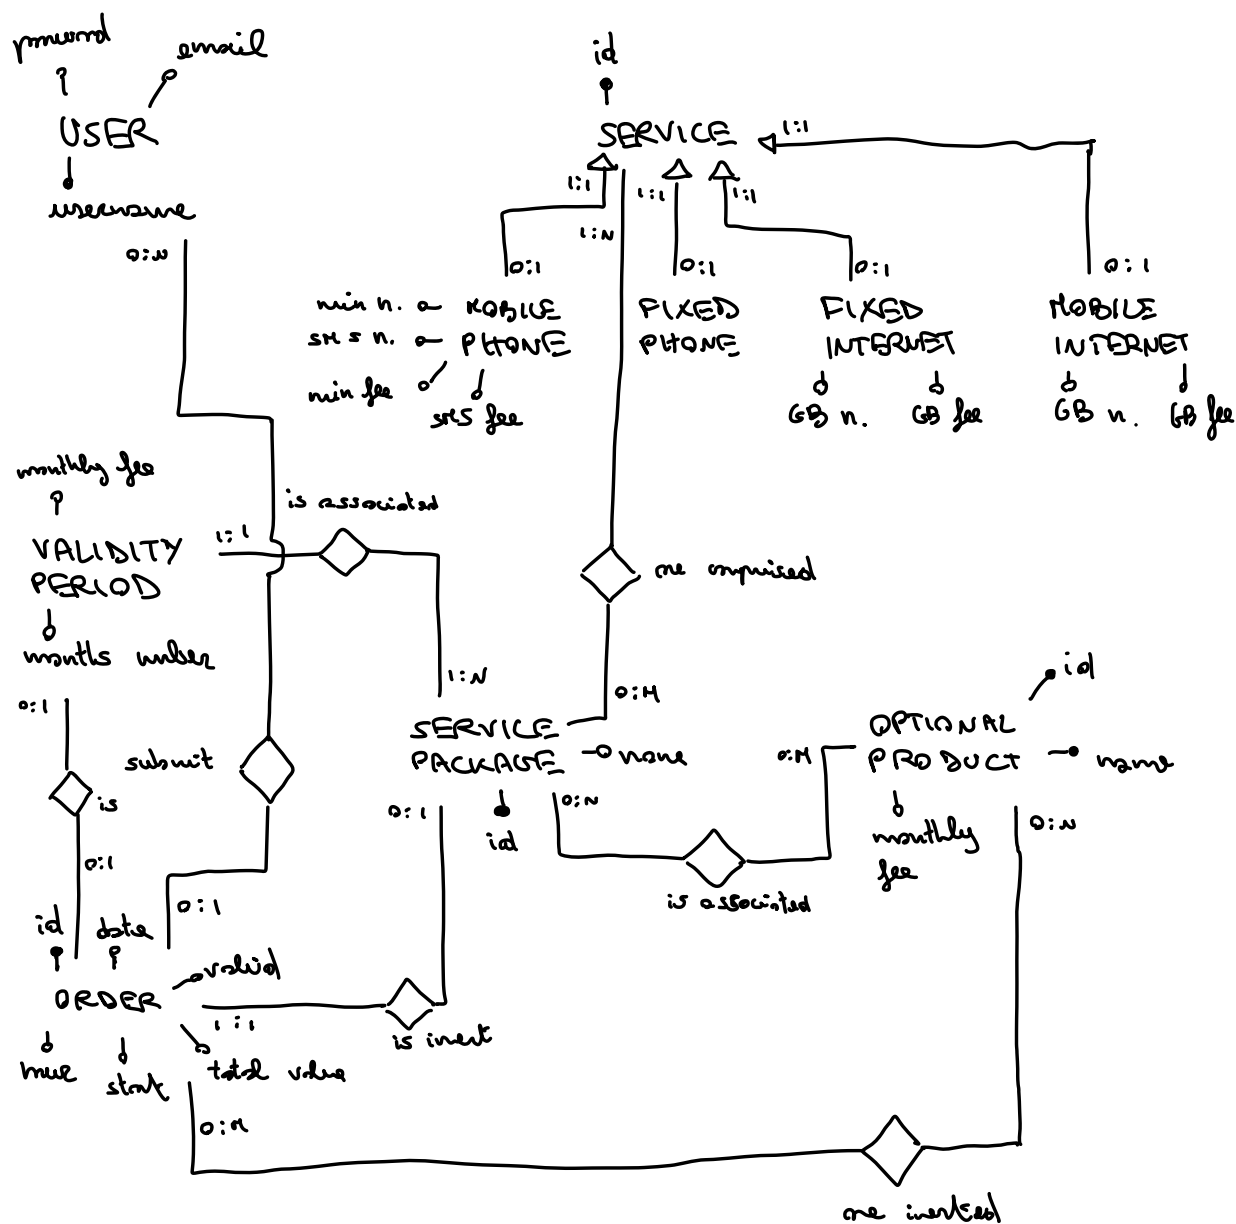 password
email
USER
username
0:N
id
SERVICE
1:1
1:1
1:1
1:1
1:N
0:1
0:1
0:1
0:1
min n.
MOBILE
PHONE
SMS n.
min fee
SMS fee
FIXED
PHONE
FIXED
INTERNET
GB n.
GB fee
MOBILE
INTERNET
GB n.
GB fee
monthly fee
VALIDITY
PERIOD
months number
is associated
1:1
are comprised
1:N
0:M
0:1
SERVICE
PACKAGE
name
id
0:1
0:N
id
OPTIONAL
PRODUCT
name
monthly
fee
0:M
0:N
submit
is
0:1
is associated
0:1
id
date
valid
ORDER
1:1
is insert
start
total value
0:M
are inserted